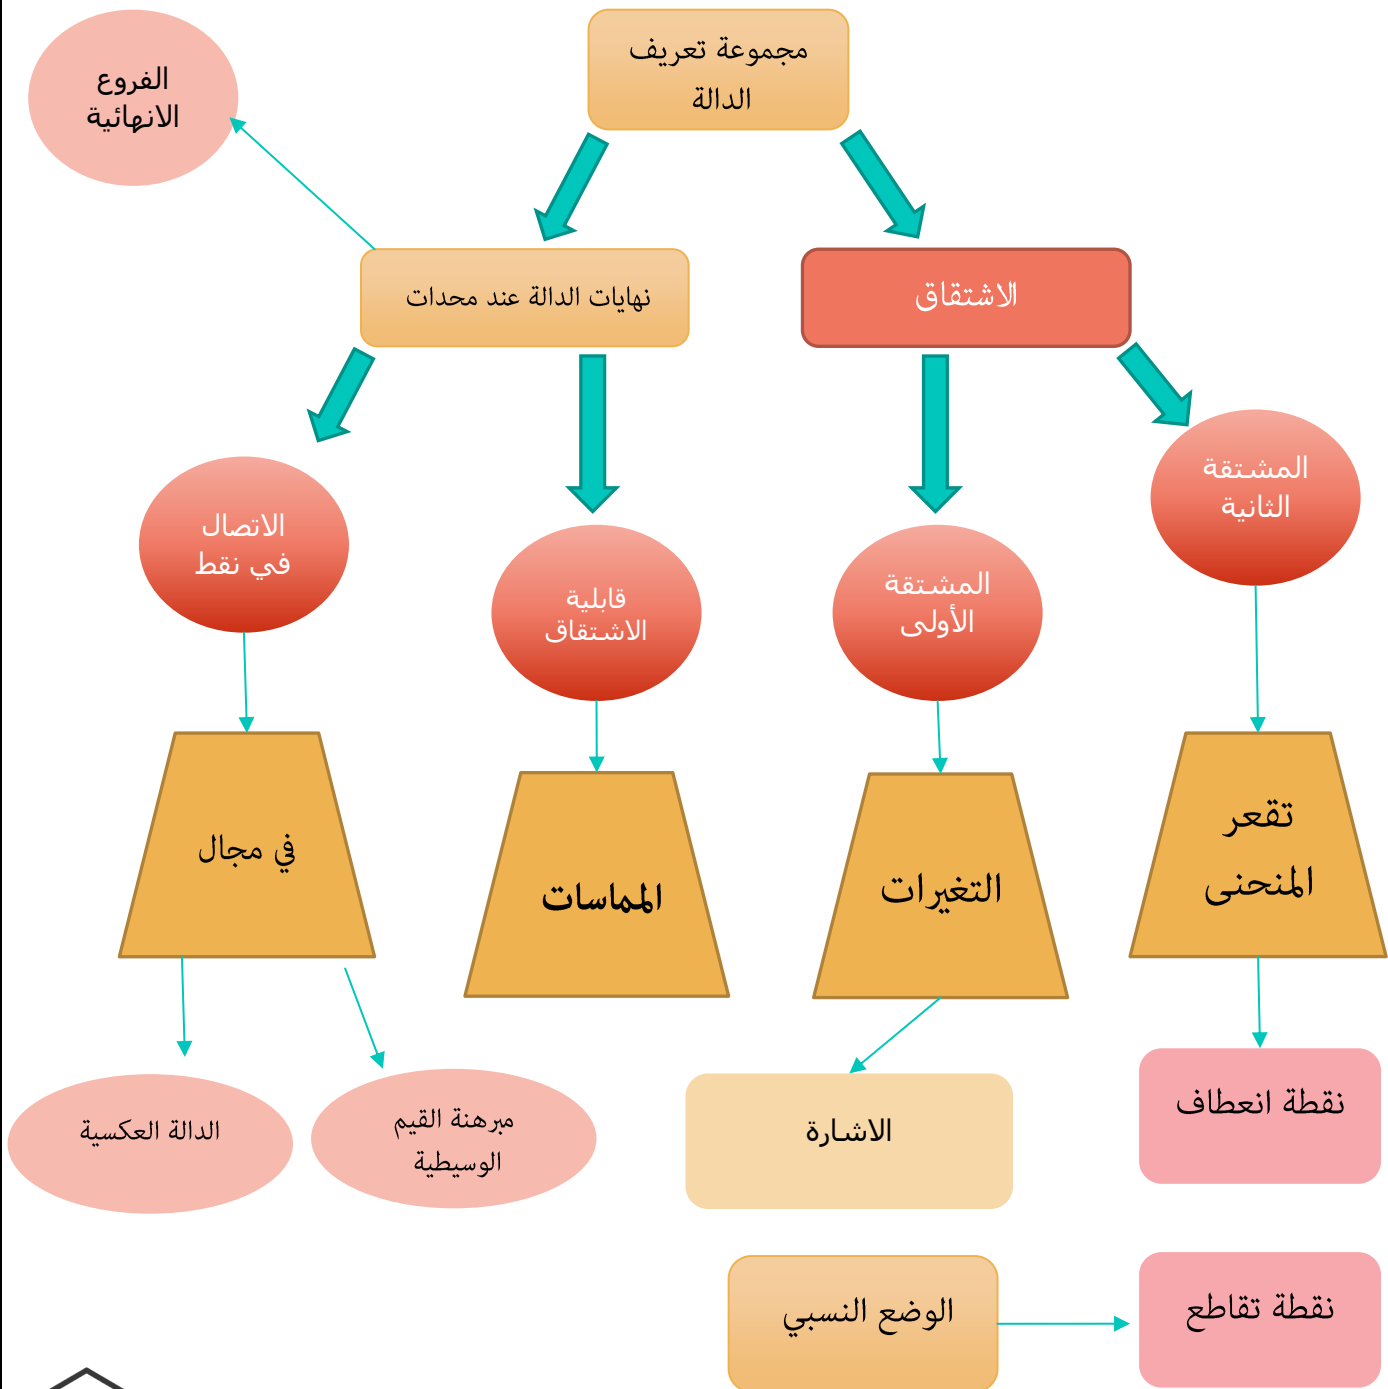 مجموعة تعريف
الدالة
الفروع
الانهائية
الاشتقاق
نهايات الدالة عند محدات
المشتقة
الثانية
المشتقة
الأولى
قابلية
الاشتقاق
الاتصال
في نقط
تقعر
المنحنى
التغيرات
المماسات
في مجال
نقطة انعطاف
الاشارة
مبرهنة القيم
الوسيطية
الدالة العكسية
نقطة تقاطع
الوضع النسبي